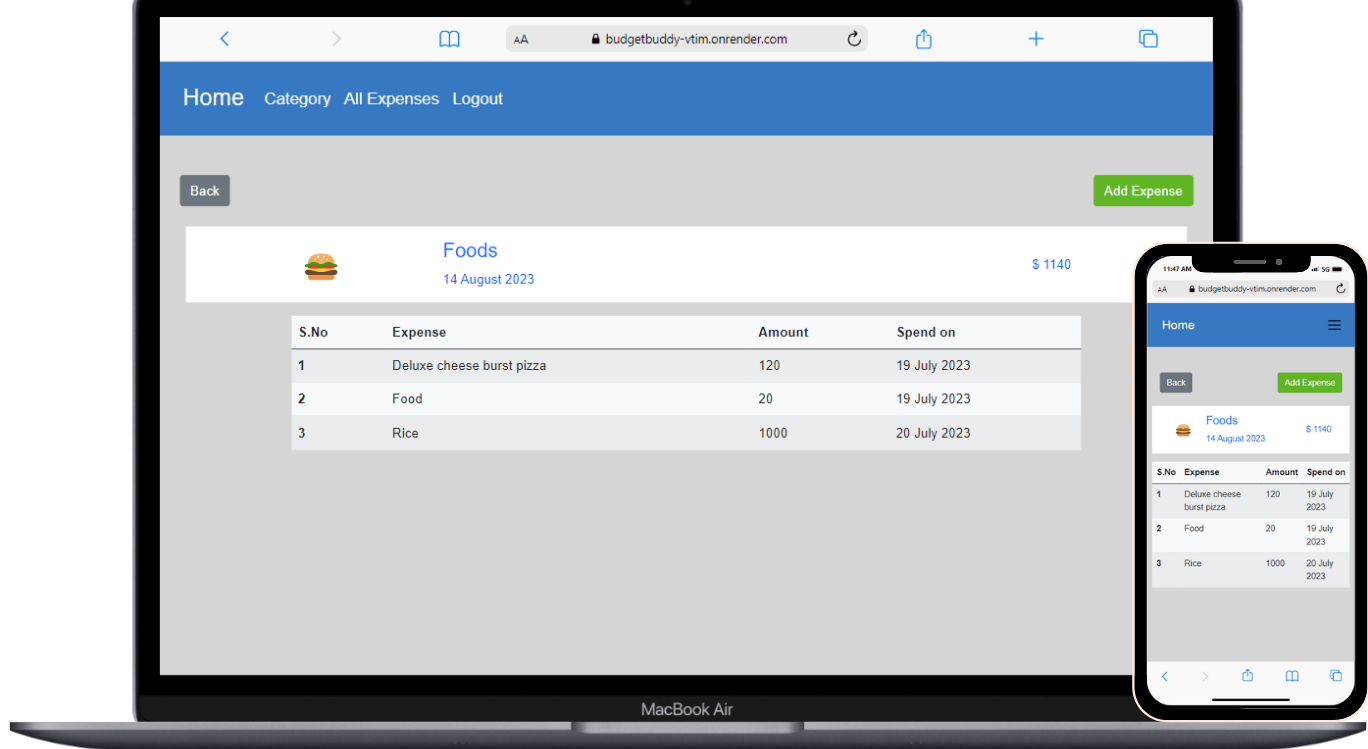 AA budgetbuddy-vtim.onrender.com
Home Category All Expenses Logout
Back Add Expense
Foods
14 August 2023
$ 1140
S.No Expense Amount Spend on
1 Deluxe cheese burst pizza 120 19 July 2023
2 Food 20 19 July 2023
3 Rice 1000 20 July 2023
MacBook Air
11:47 AM 5G
AA budgetbuddy-vtim.onrender.com
Home
Back Add Expense
Foods
14 August 2023
$ 1140
S.No Expense Amount Spend on
1 Deluxe cheese 120 19 July
burst pizza 2023
2 Food 20 19 July
2023
3 Rice 1000 20 July
2023